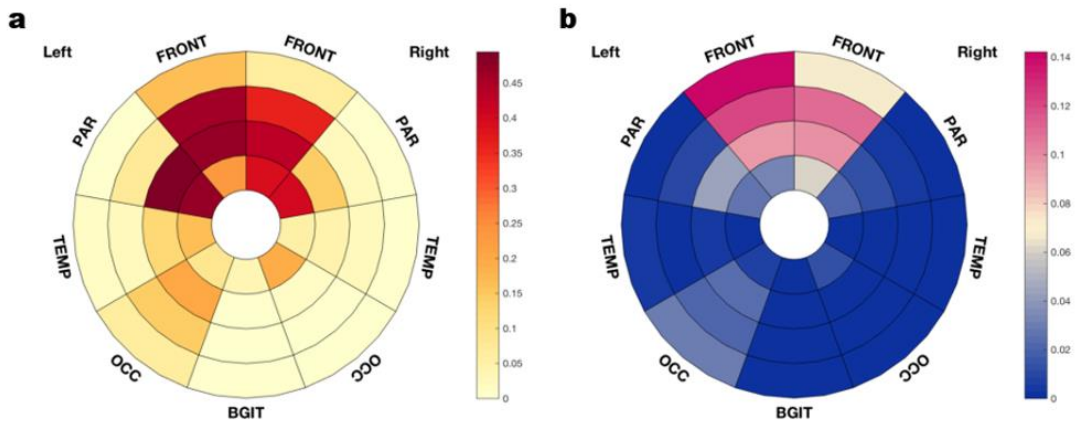 a
Left
FRONT
FRONT
Right
PAR
PAR
TEMP
TEMP
OCC
OCC
BGIT
0.45
0.4
0.35
0.3
0.25
0.2
0.15
0.1
0.05
0
b
Left
FRONT
FRONT
Right
PAR
PAR
TEMP
TEMP
OCC
OCC
BGIT
0.14
0.12
0.1
0.08
0.06
0.04
0.02
0